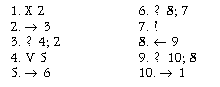 1. X 2
2. → 3
3. ? 4; 2
4. V 5
5. → 6
6. ? 8; 7
7. !
8. ← 9
9. ? 10; 8
10. → 1